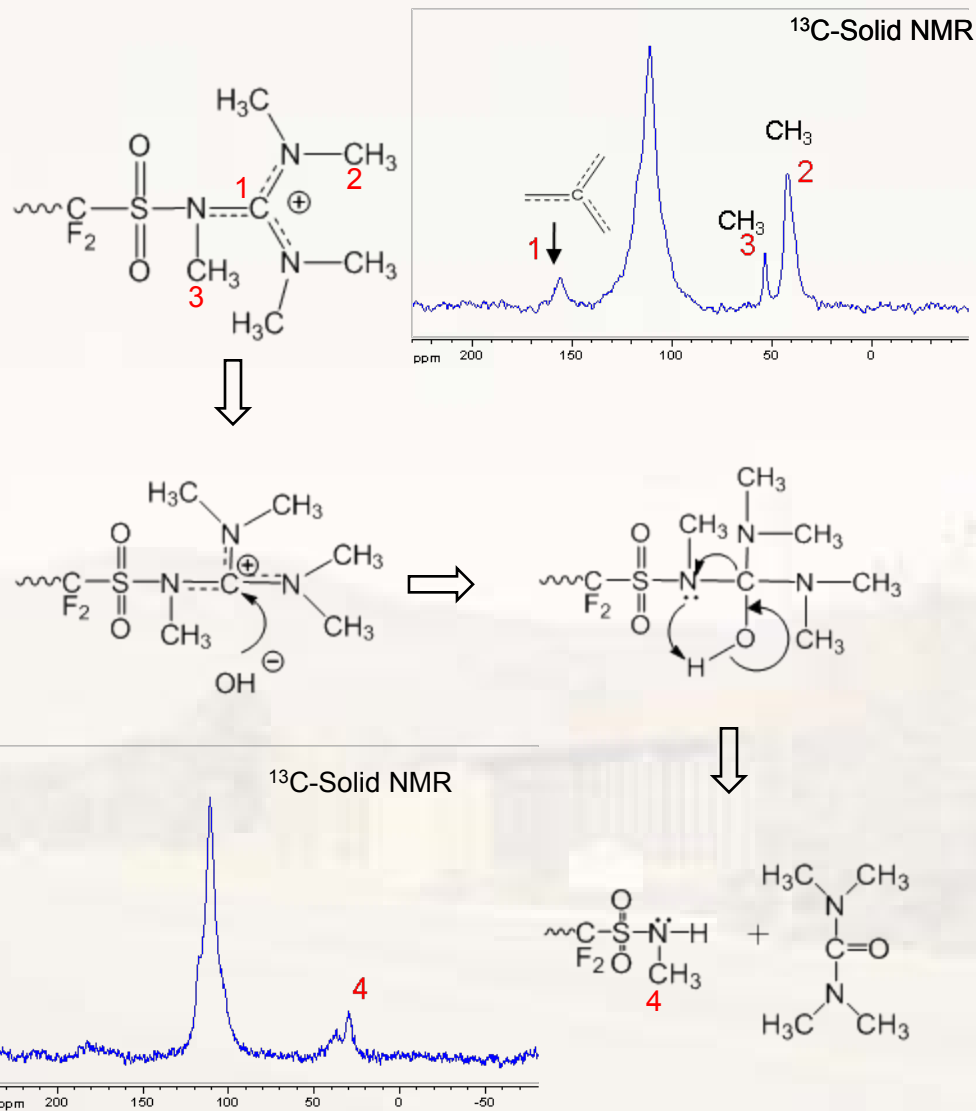 ¹³C-Solid NMR
CH₃
2
CH₃
3
1
ppm 200 150 100 50 0
H₃C
N CH₃
2
O
1
C S N C ⊕
F₂
O
CH₃
3
N CH₃
H₃C
H₃C CH₃
N
O
CH₃
C S N C ⊕ N
F₂
O
CH₃ CH₃
OH ⊖
CH₃
CH₃ N CH₃
O
C S N C N CH₃
F₂
O
H O CH₃
¹³C-Solid NMR
4
ppm 200 150 100 50 0 -50
O
C S N H
F₂ O
CH₃
4
+
H₃C CH₃
N
C O
N
H₃C CH₃